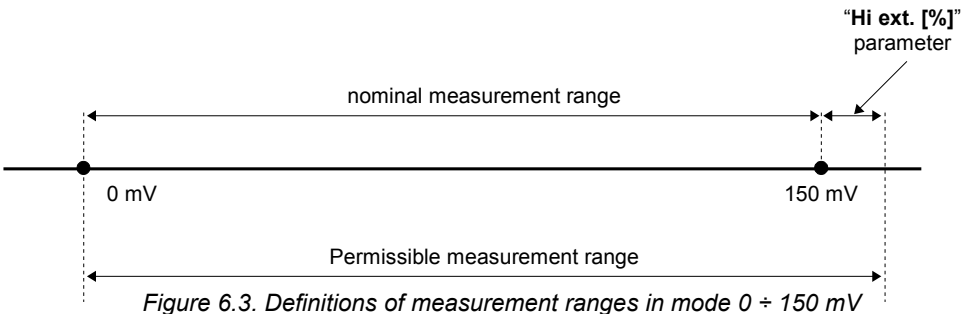 “Hi ext. [%]”
parameter
nominal measurement range
0 mV
150 mV
Permissible measurement range
Figure 6.3. Definitions of measurement ranges in mode 0 ÷ 150 mV